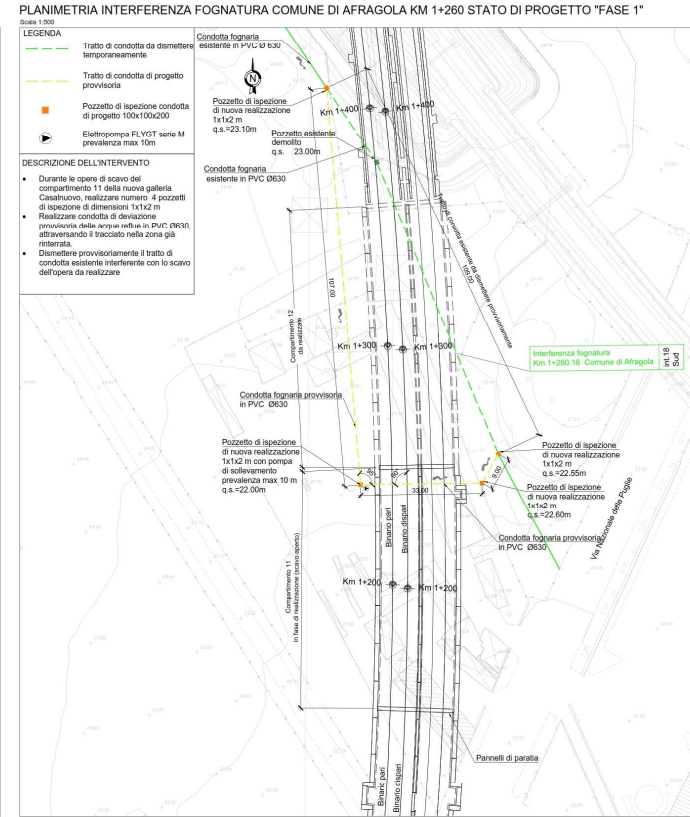 PLANIMETRIA INTERFERENZA FOGNATURA COMUNE DI AFRAGOLA KM 1+260 STATO DI PROGETTO "FASE 1"
Scala 1:500
LEGENDA
Tratto di condotta da dismettere
temporaneamente
Tratto di condotta di progetto
provvisoria
Pozzetto di ispezione condotta
di progetto 100x100x200
Elettropompa FLYGT serie M
prevalenza max 10m
DESCRIZIONE DELL'INTERVENTO
• Durante le opere di scavo del
compartimento 11 della nuova galleria
Casalnuovo, realizzare numero 4 pozzetti
di ispezione di dimensioni 1x1x2 m
• Realizzare condotta di deviazione
provvisoria delle acque reflue in PVC Ø630,
attraversando il tracciato nella zona già
rinterrata.
• Dismettere provvisoriamente il tratto di
condotta esistente interferente con lo scavo
dell'opera da realizzare
Condotta fognaria
esistente in PVC Ø 630
N
Pozzetto di ispezione
di nuova realizzazione
1x1x2 m
q.s.=23.10m
Km 1+400
Km 1+400
Pozzetto esistente
demolito
q.s. 23.00m
Condotta fognaria
esistente in PVC Ø630
Tratto di condotta esistente da dismettere provvisoriamente
109.00
107.00
Compartimento 12
da realizzare
Km 1+300
Km 1+300
Interferenza fognatura
Km 1+260.16 Comune di Afragola
int.18
Sud
Condotta fognaria provvisoria
in PVC Ø630
Pozzetto di ispezione
di nuova realizzazione
1x1x2 m con pompa
di sollevamento
prevalenza max 10 m
q.s.=22.00m
33.00
9.00
Pozzetto di ispezione
di nuova realizzazione
1x1x2 m
q.s.=22.55m
Pozzetto di ispezione
di nuova realizzazione
1x1x2 m
q.s.=22.60m
Condotta fognaria provvisoria
in PVC Ø630
Via Nazionale delle Puglie
Binario pari
Binario dispari
Km 1+200
Km 1+200
Compartimento 11
in fase di realizzazione (scavo aperto)
Pannelli di paratia
Binario pari
Binario dispari